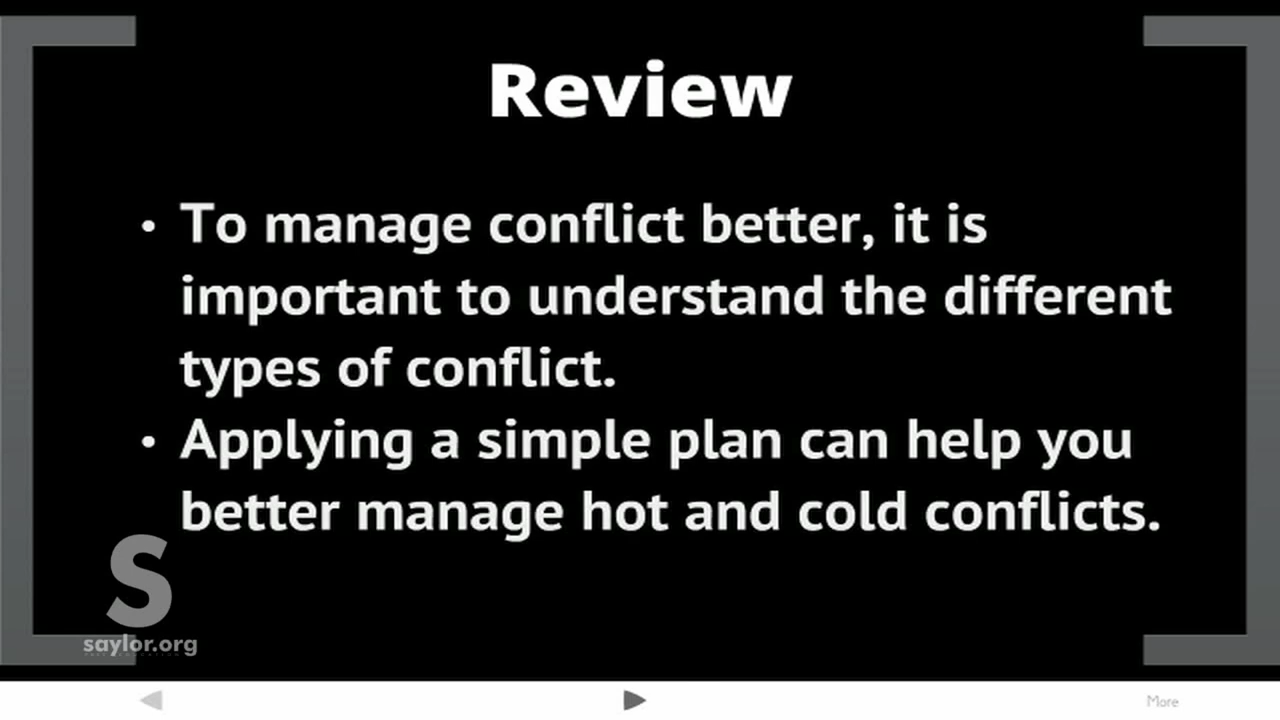 Review
• To manage conflict better, it is
important to understand the different
types of conflict.
• Applying a simple plan can help you
better manage hot and cold conflicts.
S
saylor.org
More